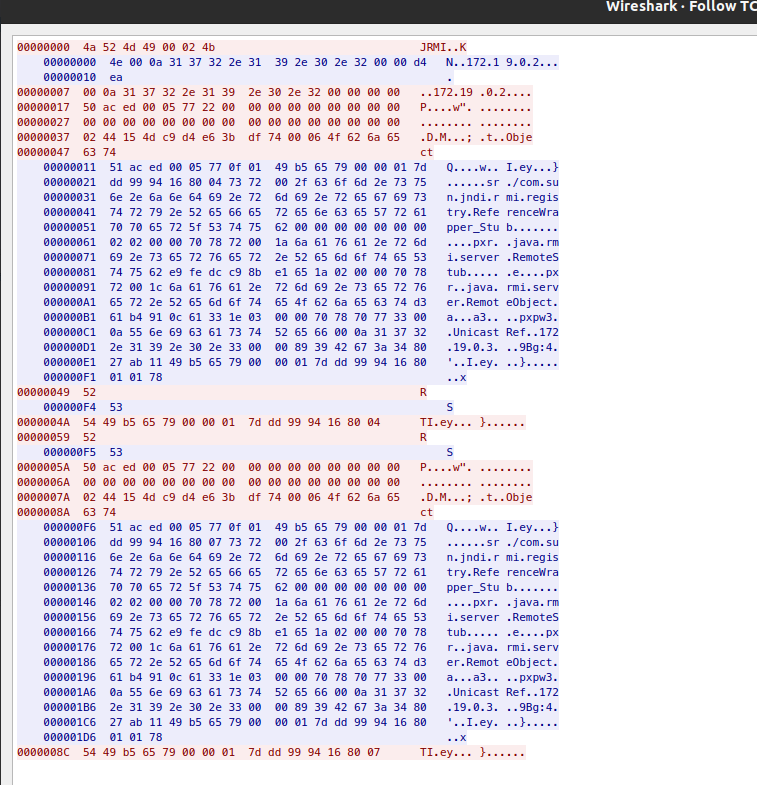 Wireshark · Follow TC
00000000  4a 52 4d 49 00 02 4b                               JRMI..K
00000000  4e 00 0a 31 37 32 2e 31  39 2e 30 2e 32 00 00 d4   N..172.1 9.0.2...
00000010  ea                                                 .
00000007  00 0a 31 37 32 2e 31 39  2e 30 2e 32 00 00 00 00   ..172.19 .0.2....
00000017  50 ac ed 00 05 77 22 00  00 00 00 00 00 00 00 00   P....w". ........
00000027  00 00 00 00 00 00 00 00  00 00 00 00 00 00 00 00   ........ ........
00000037  02 44 15 4d c9 d4 e6 3b  df 74 00 06 4f 62 6a 65   .D.M...; .t..Obje
00000047  63 74                                              ct
00000011  51 ac ed 00 05 77 0f 01  49 b5 65 79 00 00 01 7d   Q....w.. I.ey...}
00000021  dd 99 94 16 80 04 73 72  00 2f 63 6f 6d 2e 73 75   ......sr ./com.su
00000031  6e 2e 6a 6e 64 69 2e 72  6d 69 2e 72 65 67 69 73   n.jndi.r mi.regis
00000041  74 72 79 2e 52 65 66 65  72 65 6e 63 65 57 72 61   try.Refe renceWra
00000051  70 70 65 72 5f 53 74 75  62 00 00 00 00 00 00 00   pper_Stu b.......
00000061  02 02 00 00 70 78 72 00  1a 6a 61 76 61 2e 72 6d   ....pxr. .java.rm
00000071  69 2e 73 65 72 76 65 72  2e 52 65 6d 6f 74 65 53   i.server .RemoteS
00000081  74 75 62 e9 fe dc c9 8b  e1 65 1a 02 00 00 70 78   tub..... .e....px
00000091  72 00 1c 6a 61 76 61 2e  72 6d 69 2e 73 65 72 76   r..java. rmi.serv
000000A1  65 72 2e 52 65 6d 6f 74  65 4f 62 6a 65 63 74 d3   er.Remot eObject.
000000B1  61 b4 91 0c 61 33 1e 03  00 00 70 78 70 77 33 00   a...a3.. ..pxpw3.
000000C1  0a 55 6e 69 63 61 73 74  52 65 66 00 0a 31 37 32   .Unicast Ref..172
000000D1  2e 31 39 2e 30 2e 33 00  00 89 39 42 67 3a 34 80   .19.0.3. ..9Bg:4.
000000E1  27 ab 11 49 b5 65 79 00  00 01 7d dd 99 94 16 80   '..I.ey. ..}.....
000000F1  01 01 78                                           ..x
00000049  52                                                 R
000000F4  53                                                 S
0000004A  54 49 b5 65 79 00 00 01  7d dd 99 94 16 80 04      TI.ey... }......
00000059  52                                                 R
000000F5  53                                                 S
0000005A  50 ac ed 00 05 77 22 00  00 00 00 00 00 00 00 00   P....w". ........
0000006A  00 00 00 00 00 00 00 00  00 00 00 00 00 00 00 00   ........ ........
0000007A  02 44 15 4d c9 d4 e6 3b  df 74 00 06 4f 62 6a 65   .D.M...; .t..Obje
0000008A  63 74                                              ct
000000F6  51 ac ed 00 05 77 0f 01  49 b5 65 79 00 00 01 7d   Q....w.. I.ey...}
00000106  dd 99 94 16 80 07 73 72  00 2f 63 6f 6d 2e 73 75   ......sr ./com.su
00000116  6e 2e 6a 6e 64 69 2e 72  6d 69 2e 72 65 67 69 73   n.jndi.r mi.regis
00000126  74 72 79 2e 52 65 66 65  72 65 6e 63 65 57 72 61   try.Refe renceWra
00000136  70 70 65 72 5f 53 74 75  62 00 00 00 00 00 00 00   pper_Stu b.......
00000146  02 02 00 00 70 78 72 00  1a 6a 61 76 61 2e 72 6d   ....pxr. .java.rm
00000156  69 2e 73 65 72 76 65 72  2e 52 65 6d 6f 74 65 53   i.server .RemoteS
00000166  74 75 62 e9 fe dc c9 8b  e1 65 1a 02 00 00 70 78   tub..... .e....px
00000176  72 00 1c 6a 61 76 61 2e  72 6d 69 2e 73 65 72 76   r..java. rmi.serv
00000186  65 72 2e 52 65 6d 6f 74  65 4f 62 6a 65 63 74 d3   er.Remot eObject.
00000196  61 b4 91 0c 61 33 1e 03  00 00 70 78 70 77 33 00   a...a3.. ..pxpw3.
000001A6  0a 55 6e 69 63 61 73 74  52 65 66 00 0a 31 37 32   .Unicast Ref..172
000001B6  2e 31 39 2e 30 2e 33 00  00 89 39 42 67 3a 34 80   .19.0.3. ..9Bg:4.
000001C6  27 ab 11 49 b5 65 79 00  00 01 7d dd 99 94 16 80   '..I.ey. ..}.....
000001D6  01 01 78                                           ..x
0000008C  54 49 b5 65 79 00 00 01  7d dd 99 94 16 80 07      TI.ey... }......